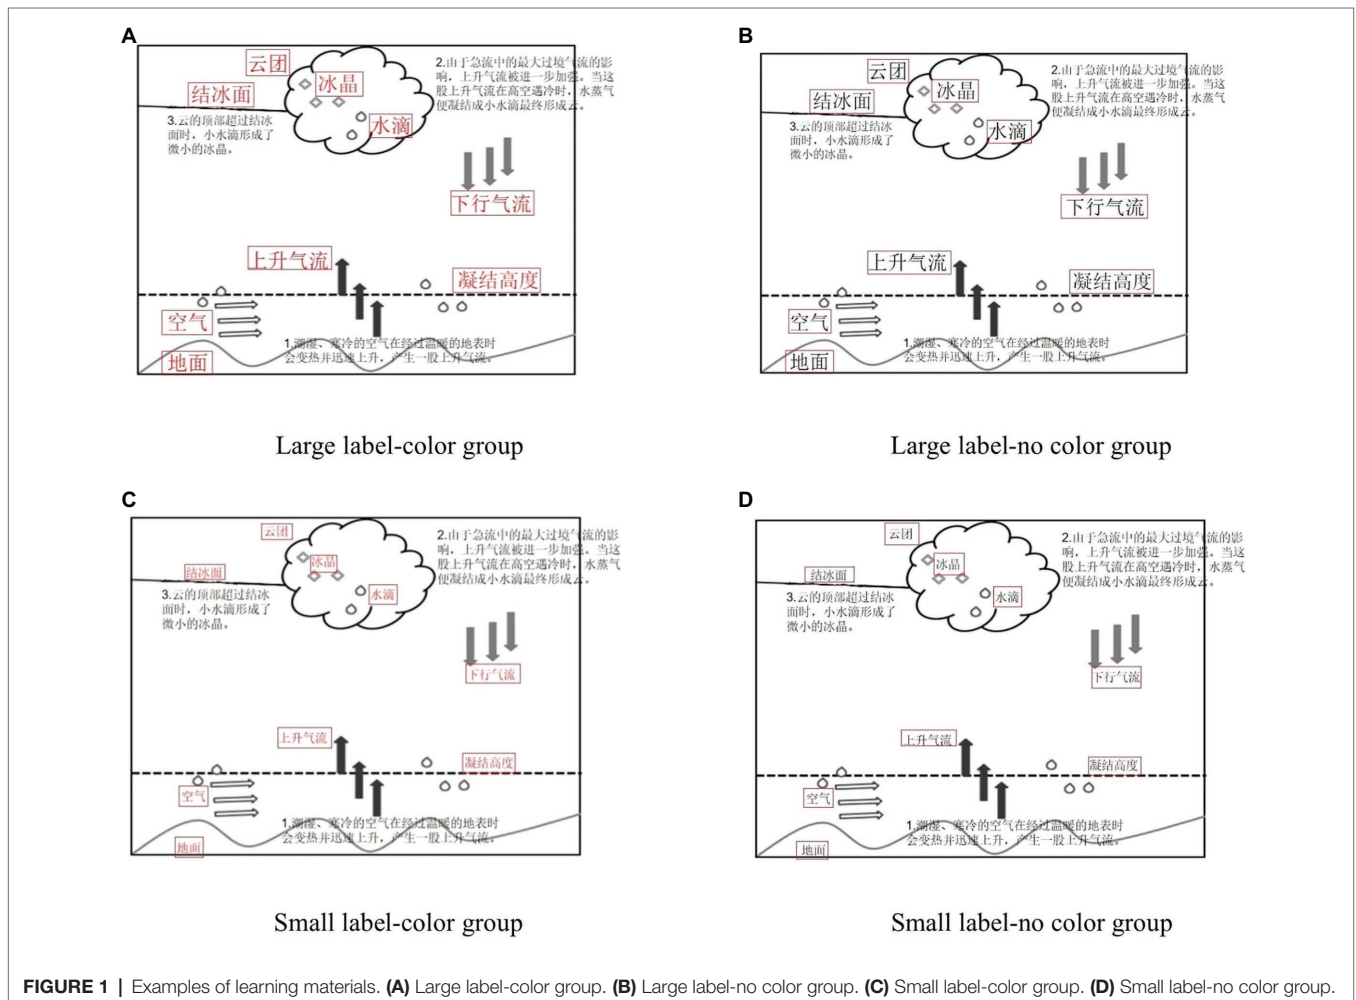 A
云团
冰晶
结冰面
水滴
2.由于急流中的最大过境气流的影
响，上升气流被进一步加强。当这
股上升气流在高空遇冷时，水蒸气
便凝结成小水滴最终形成云。
3.云的顶部超过结冰
面时，小水滴形成了
微小的冰晶。
下行气流
上升气流
凝结高度
空气
地面
1.潮湿、寒冷的空气在经过温暖的地表时
会变热并迅速上升，产生一股上升气流。
Large label-color group
B
云团
冰晶
结冰面
水滴
2.由于急流中的最大过境气流的影
响，上升气流被进一步加强。当这
股上升气流在高空遇冷时，水蒸气
便凝结成小水滴最终形成云。
3.云的顶部超过结冰
面时，小水滴形成了
微小的冰晶。
下行气流
上升气流
凝结高度
空气
地面
1.潮湿、寒冷的空气在经过温暖的地表时
会变热并迅速上升，产生一股上升气流。
Large label-no color group
C
云团
冰晶
结冰面
水滴
2.由于急流中的最大过境气流的影
响，上升气流被进一步加强。当这
股上升气流在高空遇冷时，水蒸气
便凝结成小水滴最终形成云。
3.云的顶部超过结冰
面时，小水滴形成了
微小的冰晶。
下行气流
上升气流
凝结高度
空气
地面
1.潮湿、寒冷的空气在经过温暖的地表时
会变热并迅速上升，产生一股上升气流。
Small label-color group
D
云团
冰晶
结冰面
水滴
2.由于急流中的最大过境气流的影
响，上升气流被进一步加强。当这
股上升气流在高空遇冷时，水蒸气
便凝结成小水滴最终形成云。
3.云的顶部超过结冰
面时，小水滴形成了
微小的冰晶。
下行气流
上升气流
凝结高度
空气
地面
1.潮湿、寒冷的空气在经过温暖的地表时
会变热并迅速上升，产生一股上升气流。
Small label-no color group
FIGURE 1 | Examples of learning materials. (A) Large label-color group. (B) Large label-no color group. (C) Small label-color group. (D) Small label-no color group.